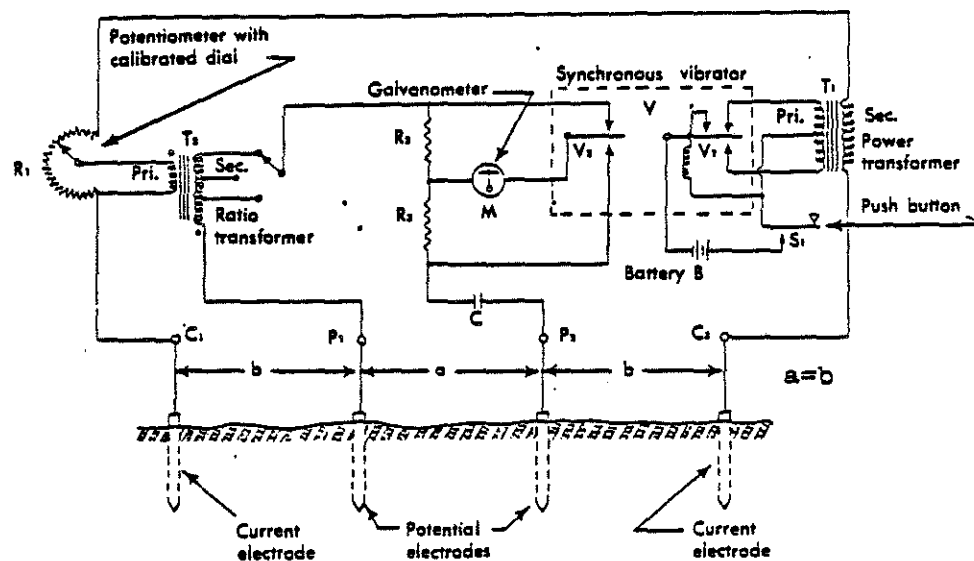 Potentiometer with
calibrated dial
Galvanometer
Synchronous vibrator
V
T₁
Pri.
Sec.
Power
transformer
R₁
T₂
Pri.
Sec.
Ratio
transformer
R₂
V₂
V₁
M
R₃
Push button
S₁
Battery B
C
C₁
P₁
P₂
C₂
b
a
b
a=b
Current
electrode
Potential
electrodes
Current
electrode